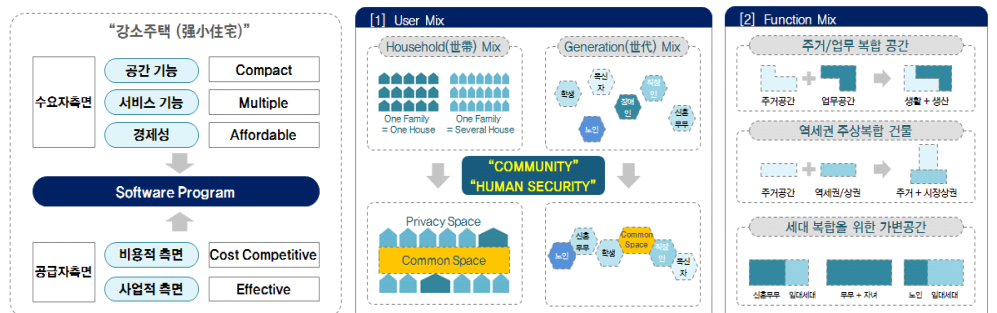 “강소주택 (强小住宅)”
수요자측면
공간 기능
Compact
서비스 기능
Multiple
경제성
Affordable
Software Program
공급자측면
비용적 측면
Cost Competitive
사업적 측면
Effective
[1] User Mix
Household(世帶) Mix
One Family
= One House
One Family
= Several House
Generation(世代) Mix
학생
독신
자
장애
인
직장
인
신혼
부부
노인
“COMMUNITY”
“HUMAN SECURITY”
Privacy Space
Common Space
노인
신혼
부부
학생
Common
Space
직장
인
독신
자
[2] Function Mix
주거/업무 복합 공간
주거공간
업무공간
생활 + 생산
역세권 주상복합 건물
주거공간
역세권/상권
주거 + 시장상권
세대 복합을 위한 가변공간
신혼부부
임대세대
부부 + 자녀
노인
임대세대